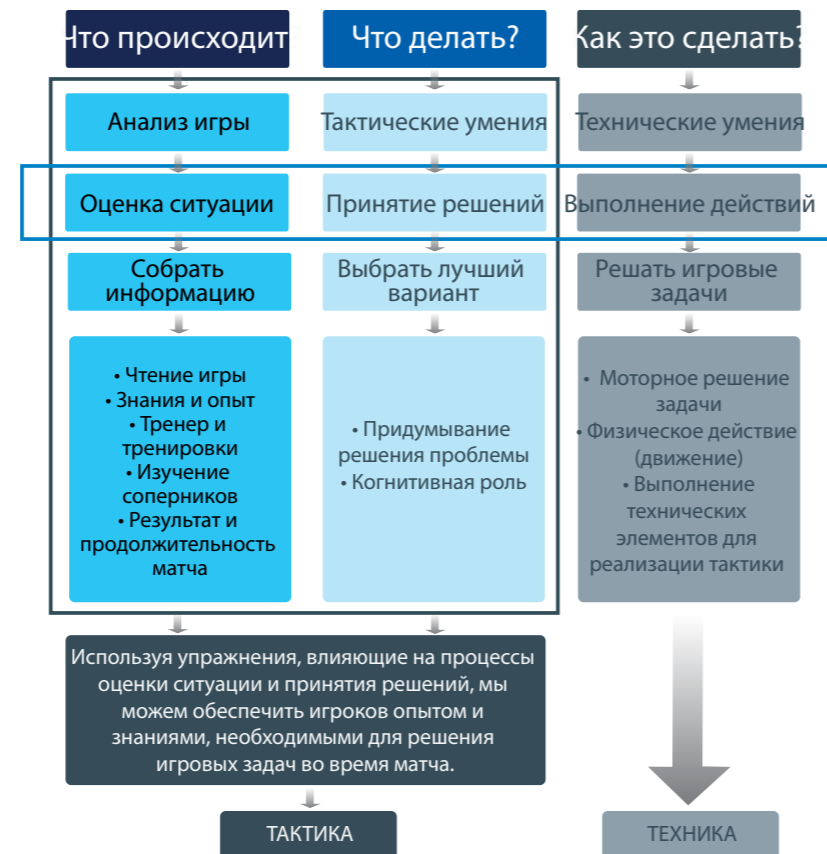 Что происходит
Что делать?
Как это сделать?
Анализ игры
Тактические умения
Технические умения
Оценка ситуации
Принятие решений
Выполнение действий
Собрать
информацию
Выбрать лучший
вариант
Решать игровые
задачи
• Чтение игры
• Знания и опыт
• Тренер и
тренировки
• Изучение
соперников
• Результат и
продолжительность
матча
• Придумывание
решения проблемы
• Когнитивная роль
• Моторное решение
задачи
• Физическое действие
(движение)
• Выполнение
технических
элементов для
реализации тактики
Используя упражнения, влияющие на процессы
оценки ситуации и принятия решений, мы
можем обеспечить игроков опытом и
знаниями, необходимыми для решения
игровых задач во время матча.
ТАКТИКА
ТЕХНИКА